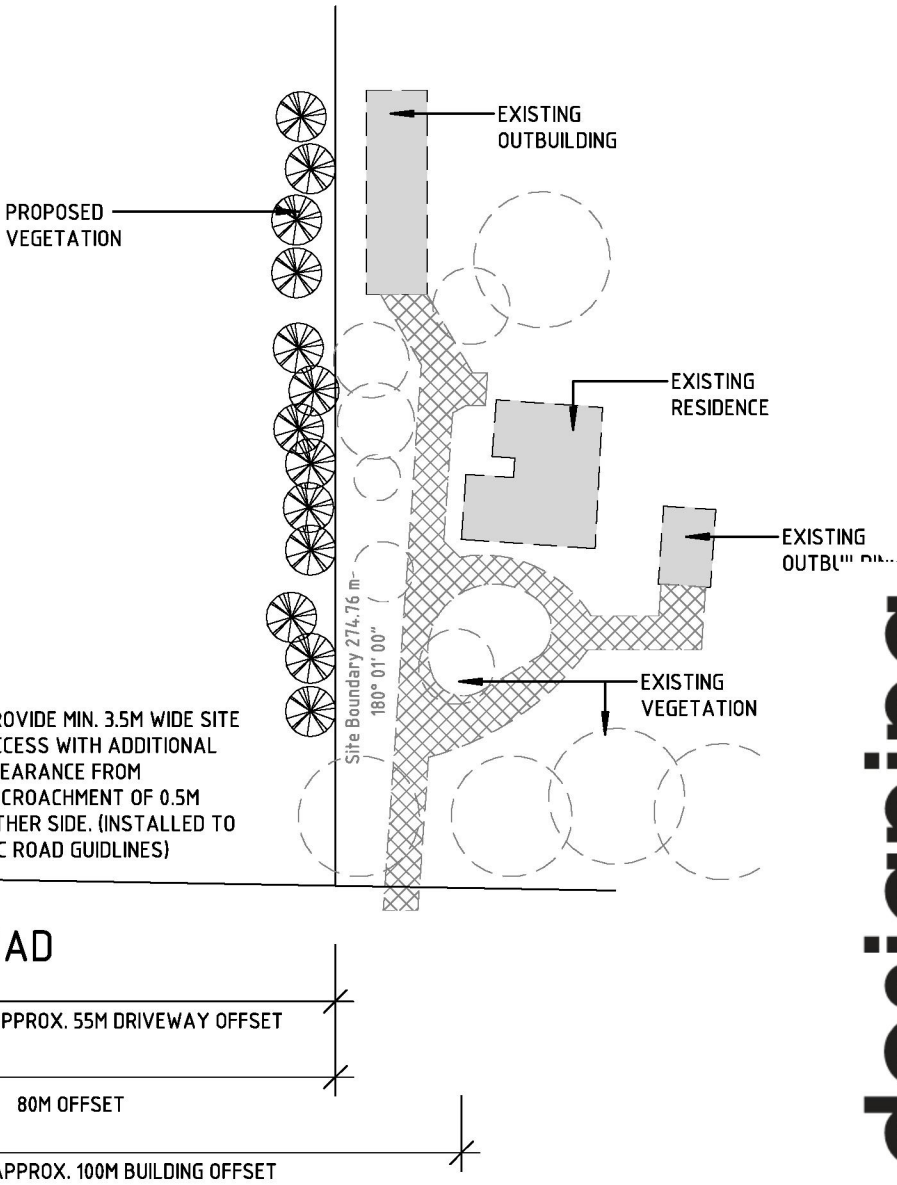 EXISTING
OUTBUILDING
PROPOSED
VEGETATION
EXISTING
RESIDENCE
EXISTING
Site Boundary 274.76 m
180° 01' 00"
EXISTING
VEGETATION
ROVIDE MIN. 3.5M WIDE SITE
CCESS WITH ADDITIONAL
EARANCE FROM
CROACHMENT OF 0.5M
THER SIDE. (INSTALLED TO
C ROAD GUIDLINES)
AD
PPROX. 55M DRIVEWAY OFFSET
80M OFFSET
APPROX. 100M BUILDING OFFSET